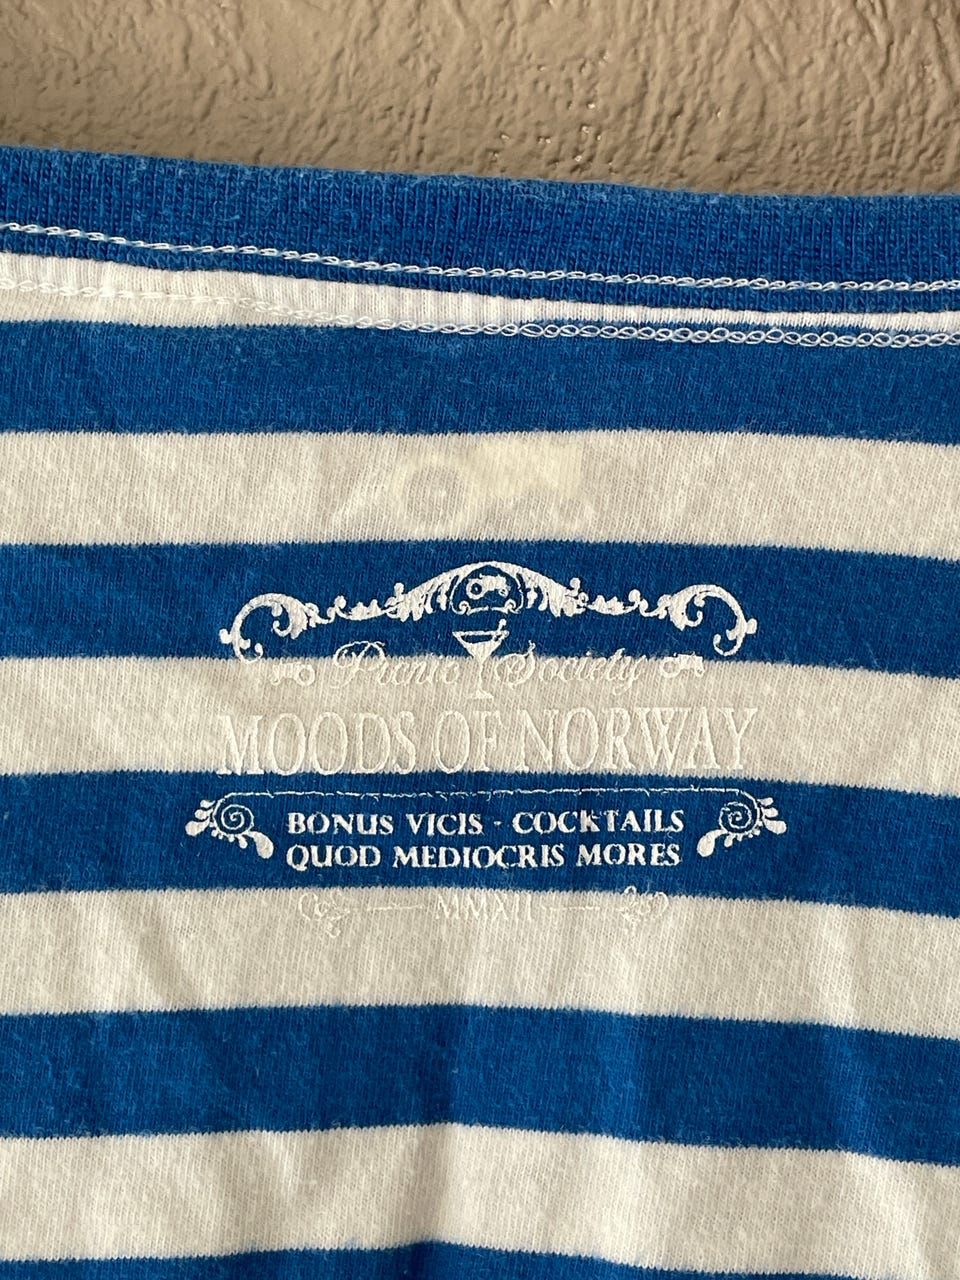 Picnic Society
MOODS OF NORWAY
BONUS VICIS - COCKTAILS
QUOD MEDIOCRIS MORES
MMXII